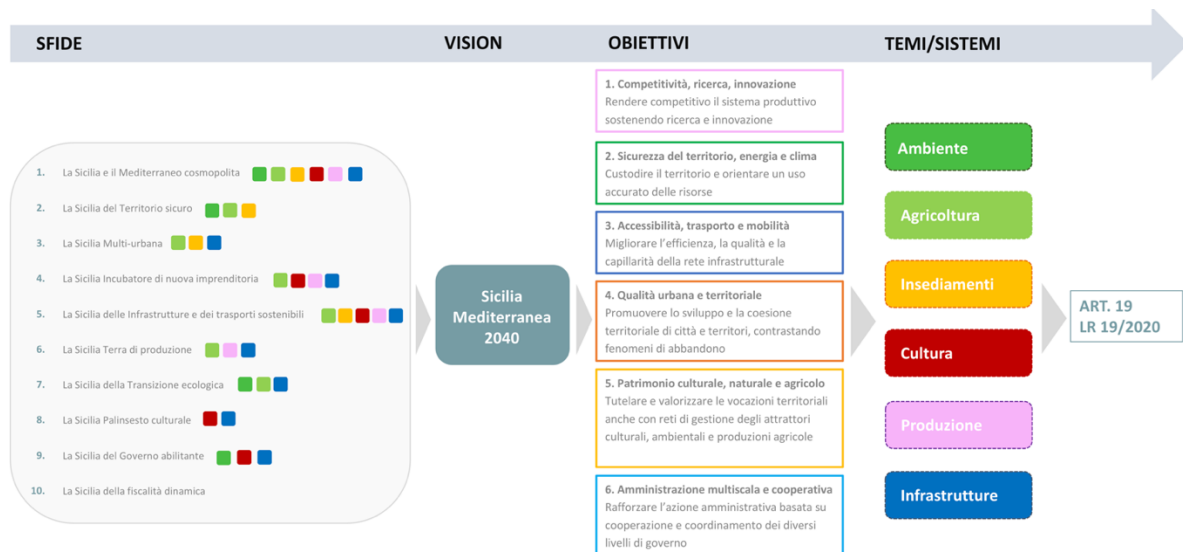 SFIDE
VISION
OBIETTIVI
TEMI/SISTEMI
1. La Sicilia e il Mediterraneo cosmopolita
2. La Sicilia del Territorio sicuro
3. La Sicilia Multi-urbana
4. La Sicilia Incubatore di nuova imprenditoria
5. La Sicilia delle Infrastrutture e dei trasporti sostenibili
6. La Sicilia Terra di produzione
7. La Sicilia della Transizione ecologica
8. La Sicilia Palinsesto culturale
9. La Sicilia del Governo abilitante
10. La Sicilia della fiscalità dinamica
Sicilia
Mediterranea
2040
1. Competitività, ricerca, innovazione
Rendere competitivo il sistema produttivo
sostenendo ricerca e innovazione
2. Sicurezza del territorio, energia e clima
Custodire il territorio e orientare un uso
accurato delle risorse
3. Accessibilità, trasporto e mobilità
Migliorare l'efficienza, la qualità e la
capillarità della rete infrastrutturale
4. Qualità urbana e territoriale
Promuovere lo sviluppo e la coesione
territoriale di città e territori, contrastando
fenomeni di abbandono
5. Patrimonio culturale, naturale e agricolo
Tutelare e valorizzare le vocazioni territoriali
anche con reti di gestione degli attrattori
culturali, ambientali e produzioni agricole
6. Amministrazione multiscala e cooperativa
Rafforzare l'azione amministrativa basata su
cooperazione e coordinamento dei diversi
livelli di governo
Ambiente
Agricoltura
Insediamenti
Cultura
Produzione
Infrastrutture
ART. 19
LR 19/2020